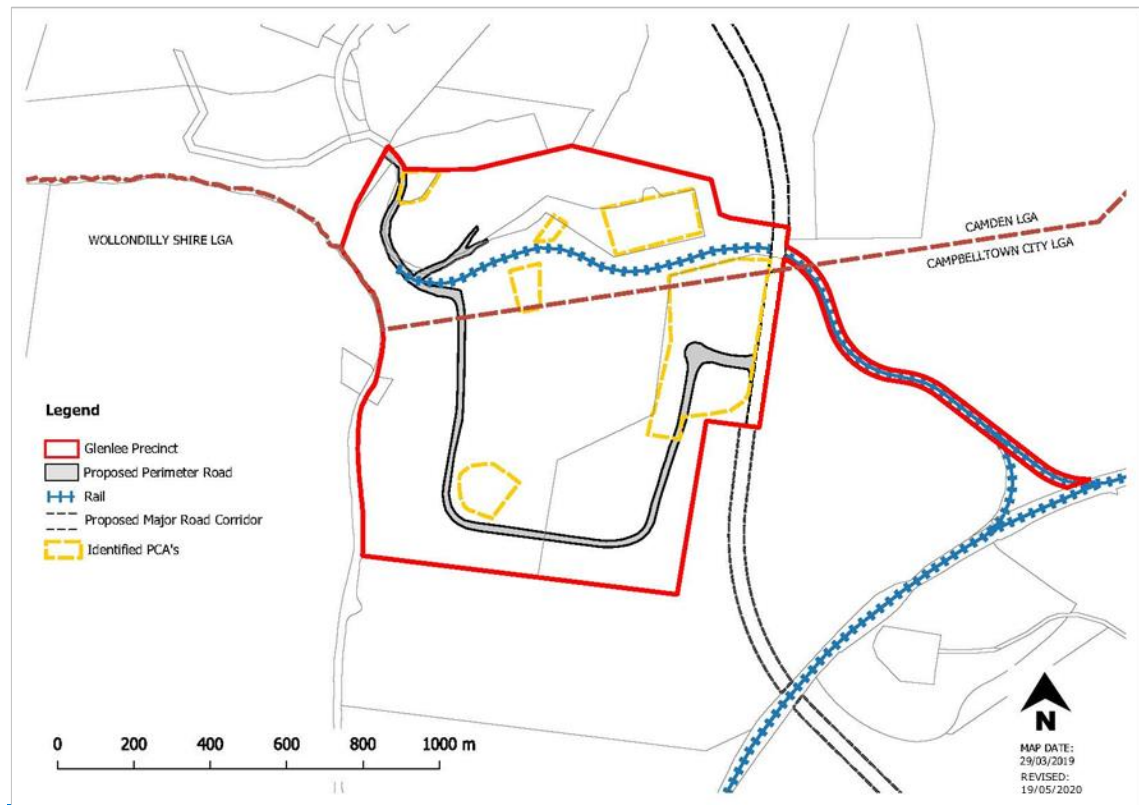 WOLLONDILLY SHIRE LGA
CAMDEN LGA
CAMPBELLTOWN CITY LGA
Legend
Glenlee Precinct
Proposed Perimeter Road
Rail
Proposed Major Road Corridor
Identified PCA's
0 200 400 600 800 1000 m
N
MAP DATE:
29/03/2019
REVISED:
19/05/2020